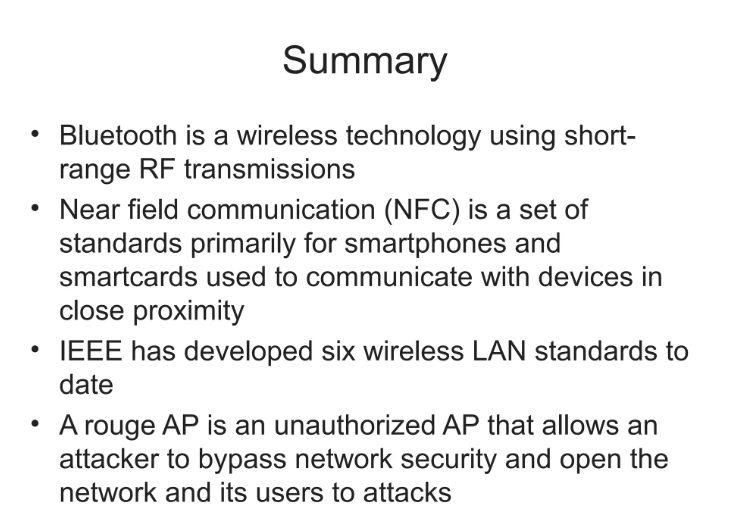 Summary
• Bluetooth is a wireless technology using short-
range RF transmissions
• Near field communication (NFC) is a set of
standards primarily for smartphones and
smartcards used to communicate with devices in
close proximity
• IEEE has developed six wireless LAN standards to
date
• A rouge AP is an unauthorized AP that allows an
attacker to bypass network security and open the
network and its users to attacks